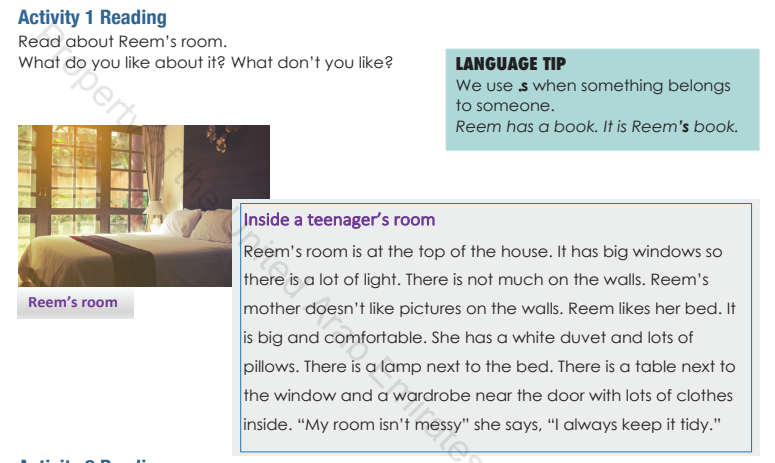 Activity 1 Reading
Read about Reem's room.
What do you like about it? What don't you like?
LANGUAGE TIP
We use .s when something belongs
to someone.
Reem has a book. It is Reem's book.
Reem's room
Inside a teenager's room
Reem's room is at the top of the house. It has big windows so
there is a lot of light. There is not much on the walls. Reem's
mother doesn't like pictures on the walls. Reem likes her bed. It
is big and comfortable. She has a white duvet and lots of
pillows. There is a lamp next to the bed. There is a table next to
the window and a wardrobe near the door with lots of clothes
inside. “My room isn't messy” she says, “I always keep it tidy.”
Property of the United Arab Emirates